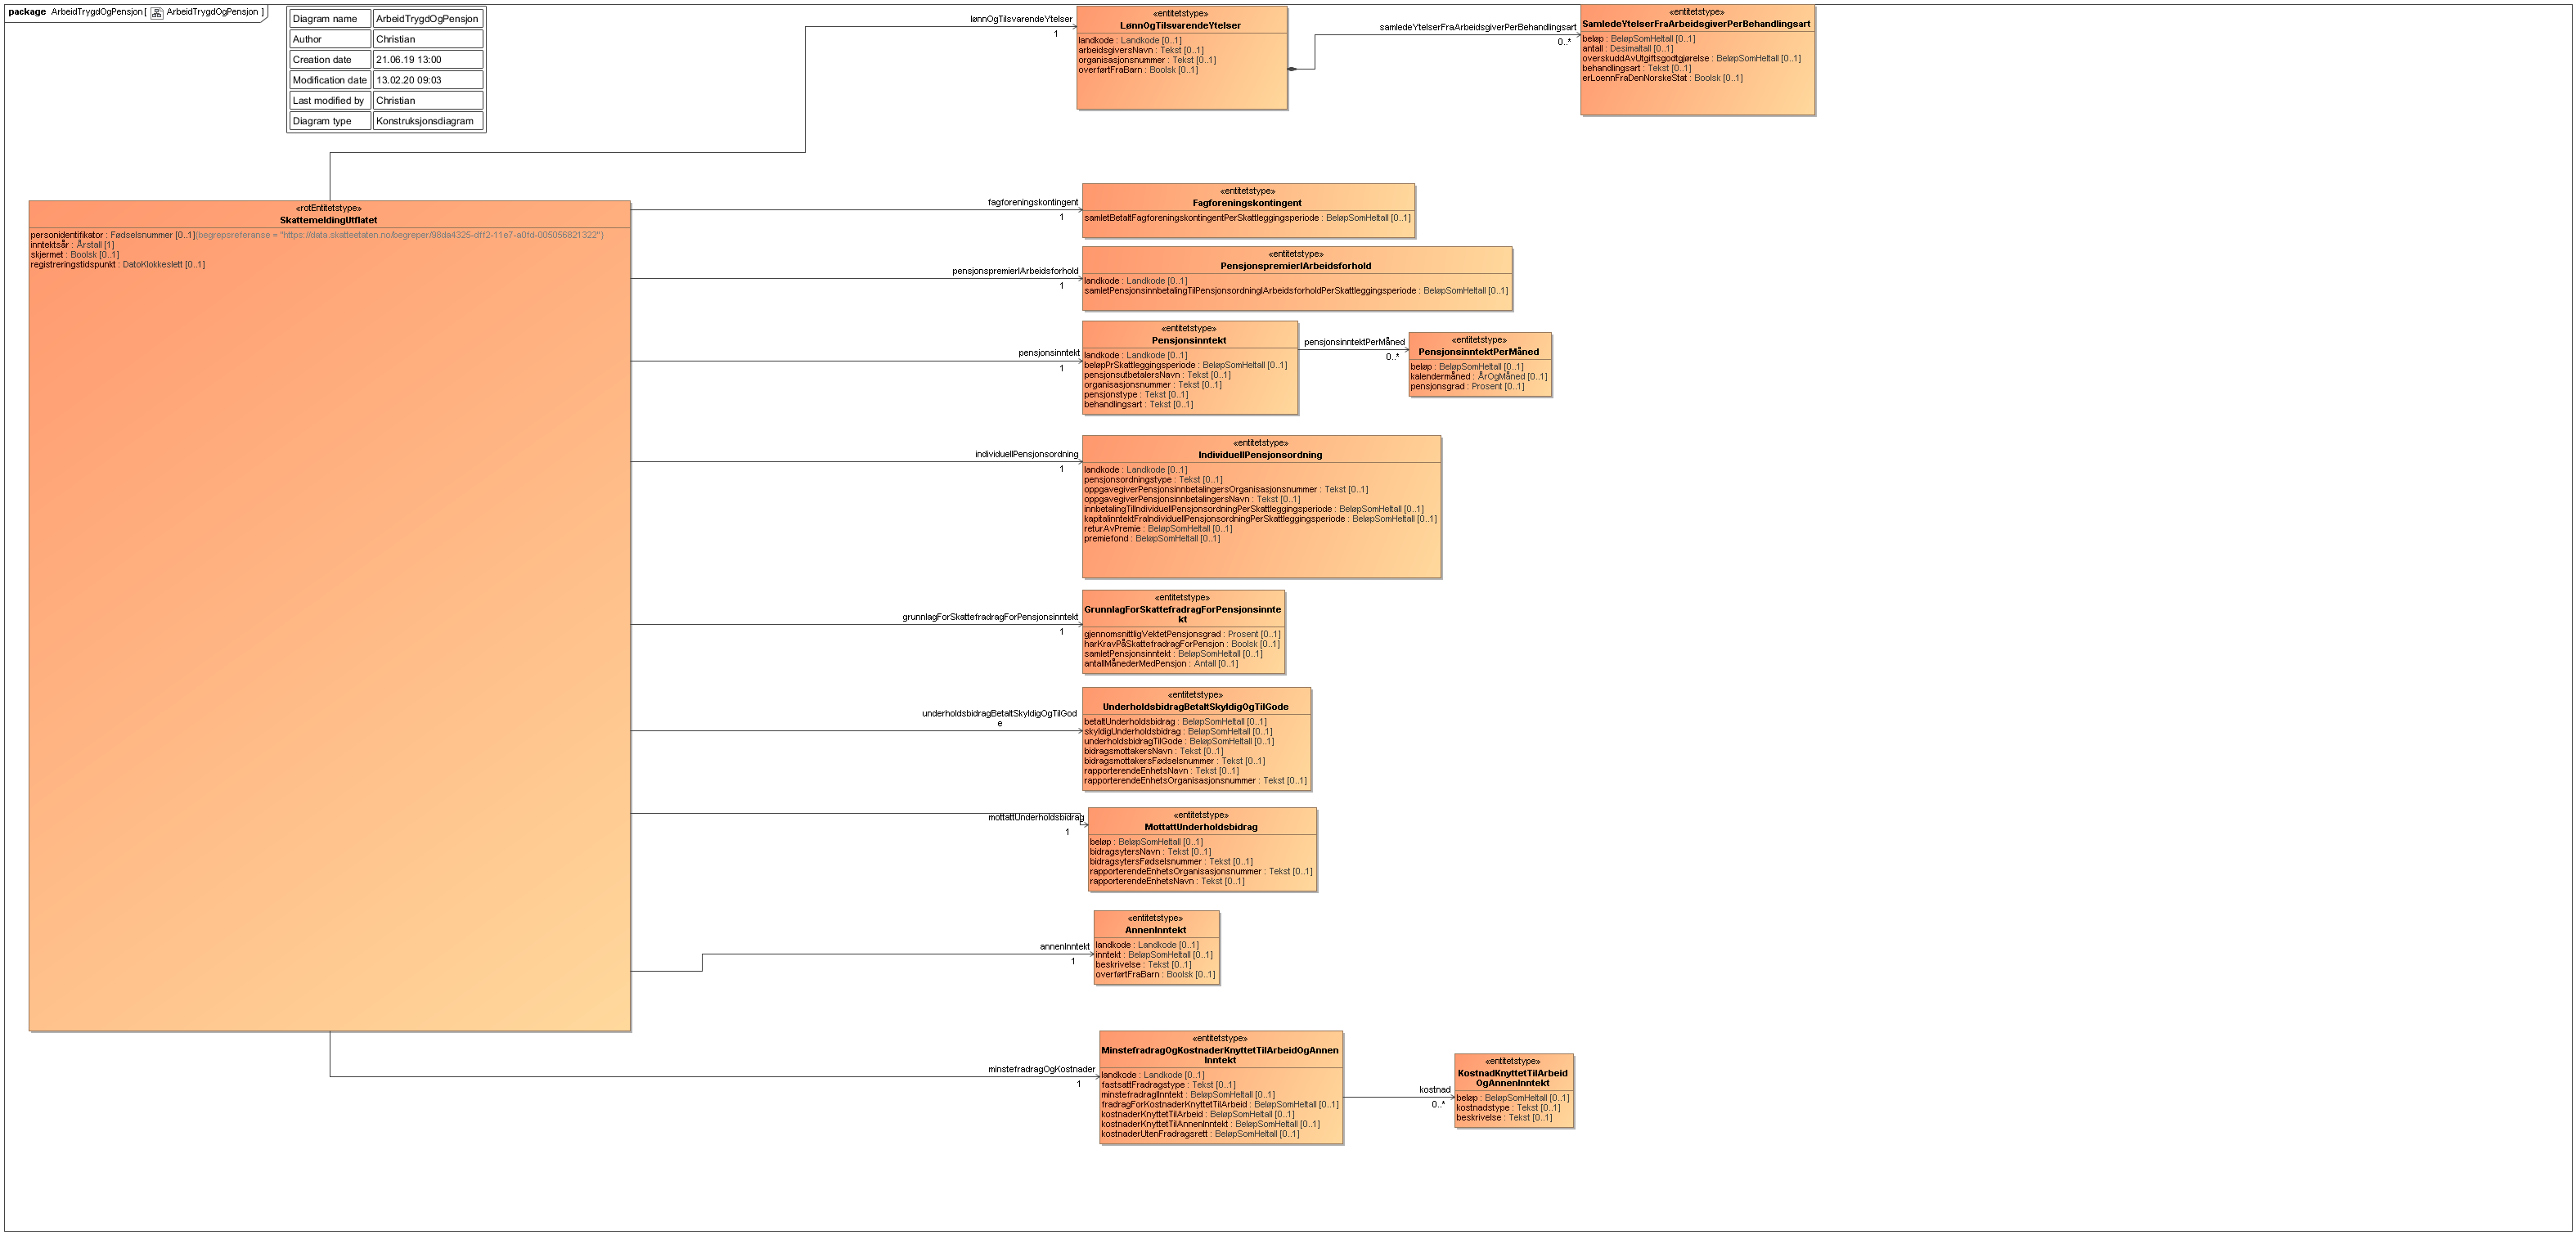 package ArbeidTrygdOgPensjon [ ArbeidTrygdOgPensjon ]
Diagram name ArbeidTrygdOgPensjon
Author Christian
Creation date 21.06.19 13:00
Modification date 13.02.20 09:03
Last modified by Christian
Diagram type Konstruksjonsdiagram
lønnOgTilsvarendeYtelser
1
«entitetstype»
LønnOgTilsvarendeYtelser
landkode : Landkode [0..1]
arbeidsgiversNavn : Tekst [0..1]
organisasjonsnummer : Tekst [0..1]
overførtFraBarn : Boolsk [0..1]
samledeYtelserFraArbeidsgiverPerBehandlingsart
0..*
«entitetstype»
SamledeYtelserFraArbeidsgiverPerBehandlingsart
beløp : BeløpSomHeltall [0..1]
antall : Desimaltall [0..1]
overskuddAvUtgiftsgodtgjørelse : BeløpSomHeltall [0..1]
behandlingsart : Tekst [0..1]
erLoennFraDenNorskeStat : Boolsk [0..1]
«rotEntitetstype»
SkattemeldingUtflatet
personidentifikator : Fødselsnummer [0..1]{begrepsreferanse = "https://data.skatteetaten.no/begreper/98da4325-dff2-11e7-a0fd-005056821322"}
inntektsår : Årstall [1]
skjermet : Boolsk [0..1]
registreringstidspunkt : DatoKlokkeslett [0..1]
fagforeningskontingent
1
«entitetstype»
Fagforeningskontingent
samletBetaltFagforeningskontingentPerSkattleggingsperiode : BeløpSomHeltall [0..1]
pensjonspremierIArbeidsforhold
1
«entitetstype»
PensjonspremierIArbeidsforhold
landkode : Landkode [0..1]
samletPensjonsinnbetalingTilPensjonsordningIArbeidsforholdPerSkattleggingsperiode : BeløpSomHeltall [0..1]
pensjonsinntekt
1
«entitetstype»
Pensjonsinntekt
landkode : Landkode [0..1]
beløpPrSkattleggingsperiode : BeløpSomHeltall [0..1]
pensjonsutbetalersNavn : Tekst [0..1]
organisasjonsnummer : Tekst [0..1]
pensjonstype : Tekst [0..1]
behandlingsart : Tekst [0..1]
pensjonsinntektPerMåned
0..*
«entitetstype»
PensjonsinntektPerMåned
beløp : BeløpSomHeltall [0..1]
kalendermåned : ÅrOgMåned [0..1]
pensjonsgrad : Prosent [0..1]
individuellPensjonsordning
1
«entitetstype»
IndividuellPensjonsordning
landkode : Landkode [0..1]
pensjonsordningstype : Tekst [0..1]
oppgavegiverPensjonsinnbetalingersOrganisasjonsnummer : Tekst [0..1]
oppgavegiverPensjonsinnbetalingersNavn : Tekst [0..1]
innbetalingTilIndividuellPensjonsordningPerSkattleggingsperiode : BeløpSomHeltall [0..1]
kapitalinntektFraIndividuellPensjonsordningPerSkattleggingsperiode : BeløpSomHeltall [0..1]
returAvPremie : BeløpSomHeltall [0..1]
premiefond : BeløpSomHeltall [0..1]
grunnlagForSkattefradragForPensjonsinntekt
1
«entitetstype»
GrunnlagForSkattefradragForPensjonsinnte
kt
gjennomsnittligVektetPensjonsgrad : Prosent [0..1]
harKravPåSkattefradragForPensjon : Boolsk [0..1]
samletPensjonsinntekt : BeløpSomHeltall [0..1]
antallMånederMedPensjon : Antall [0..1]
underholdsbidragBetaltSkyldigOgTilGod
e
«entitetstype»
UnderholdsbidragBetaltSkyldigOgTilGode
betaltUnderholdsbidrag : BeløpSomHeltall [0..1]
skyldigUnderholdsbidrag : BeløpSomHeltall [0..1]
underholdsbidragTilGode : BeløpSomHeltall [0..1]
bidragsmottakersNavn : Tekst [0..1]
bidragsmottakersFødselsnummer : Tekst [0..1]
rapporterendeEnhetsNavn : Tekst [0..1]
rapporterendeEnhetsOrganisasjonsnummer : Tekst [0..1]
mottattUnderholdsbidrag
1
«entitetstype»
MottattUnderholdsbidrag
beløp : BeløpSomHeltall [0..1]
bidragsytersNavn : Tekst [0..1]
bidragsytersFødselsnummer : Tekst [0..1]
rapporterendeEnhetsOrganisasjonsnummer : Tekst [0..1]
rapporterendeEnhetsNavn : Tekst [0..1]
annenInntekt
1
«entitetstype»
AnnenInntekt
landkode : Landkode [0..1]
inntekt : BeløpSomHeltall [0..1]
beskrivelse : Tekst [0..1]
overførtFraBarn : Boolsk [0..1]
minstefradragOgKostnader
1
«entitetstype»
MinstefradragOgKostnaderKnyttetTilArbeidOgAnnen
Inntekt
landkode : Landkode [0..1]
fastsattFradragstype : Tekst [0..1]
minstefradragIInntekt : BeløpSomHeltall [0..1]
fradragForKostnaderKnyttetTilArbeid : BeløpSomHeltall [0..1]
kostnaderKnyttetTilArbeid : BeløpSomHeltall [0..1]
kostnaderKnyttetTilAnnenInntekt : BeløpSomHeltall [0..1]
kostnaderUtenFradragsrett : BeløpSomHeltall [0..1]
kostnad
0..*
«entitetstype»
KostnadKnyttetTilArbeid
OgAnnenInntekt
beløp : BeløpSomHeltall [0..1]
kostnadstype : Tekst [0..1]
beskrivelse : Tekst [0..1]